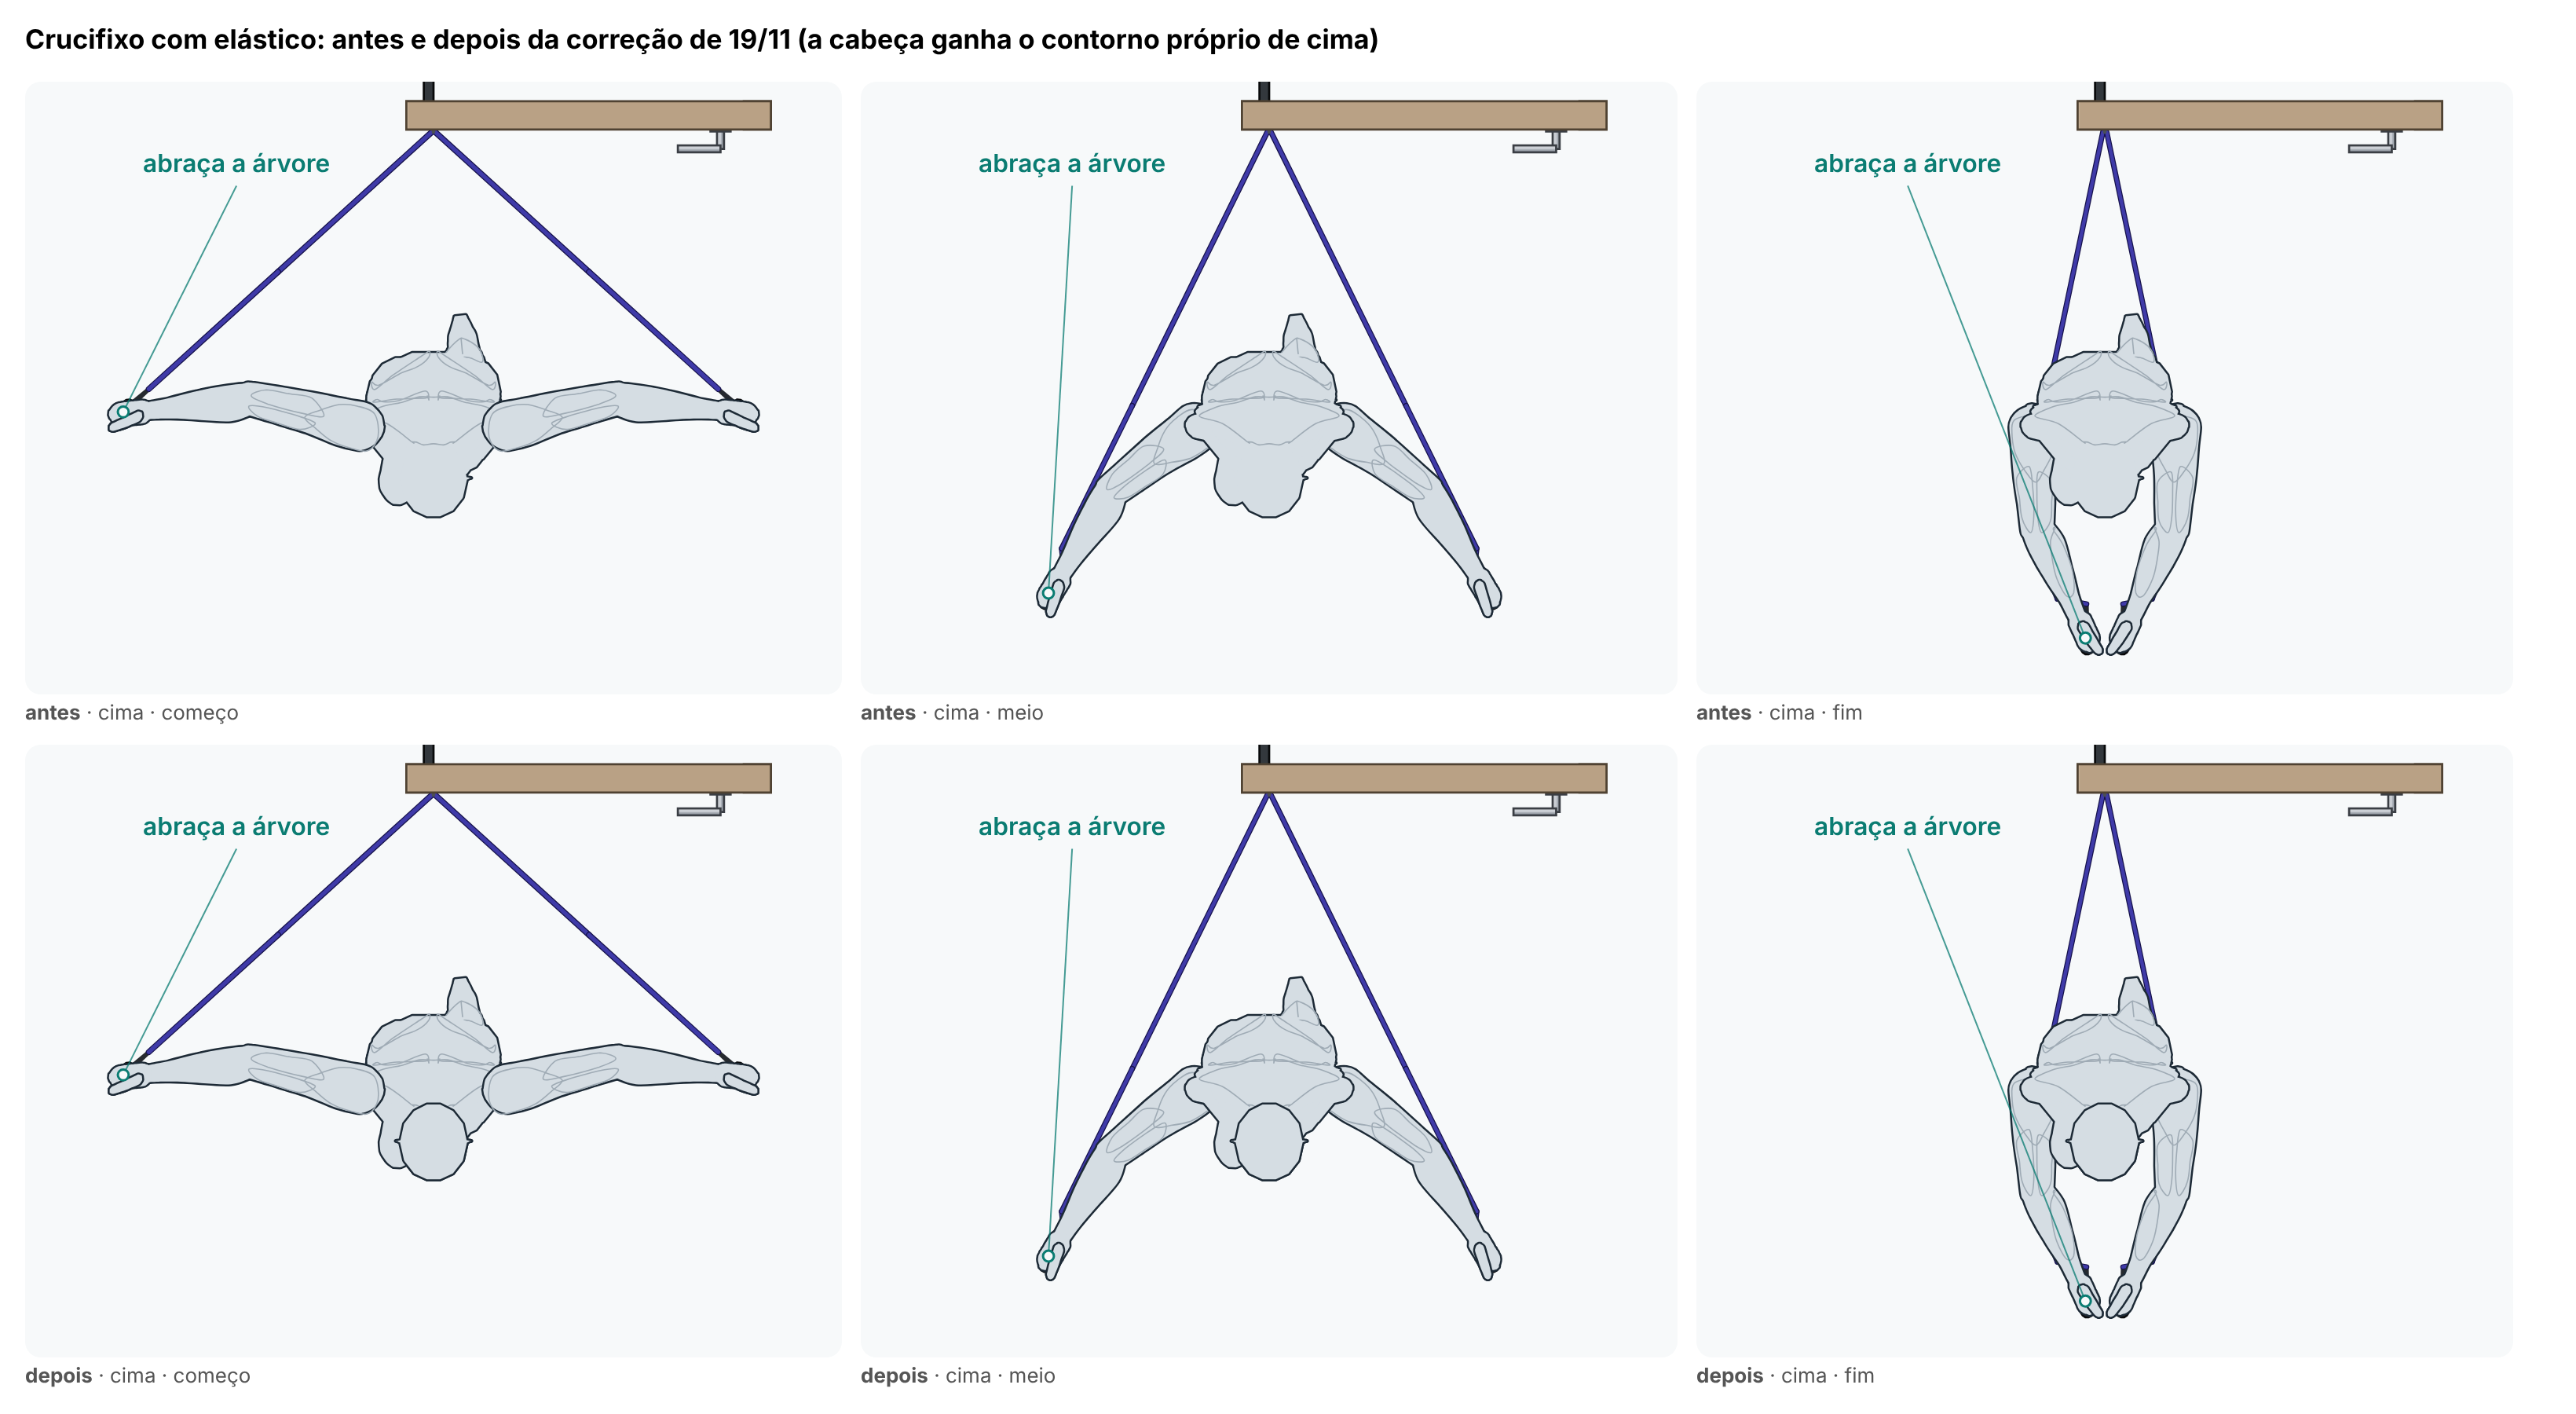 Crucifixo com elástico: antes e depois da correção de 19/11 (a cabeça ganha o contorno próprio de cima)
abraça a árvore
abraça a árvore
abraça a árvore
antes · cima · começo
antes · cima · meio
antes · cima · fim
abraça a árvore
abraça a árvore
abraça a árvore
depois · cima · começo
depois · cima · meio
depois · cima · fim